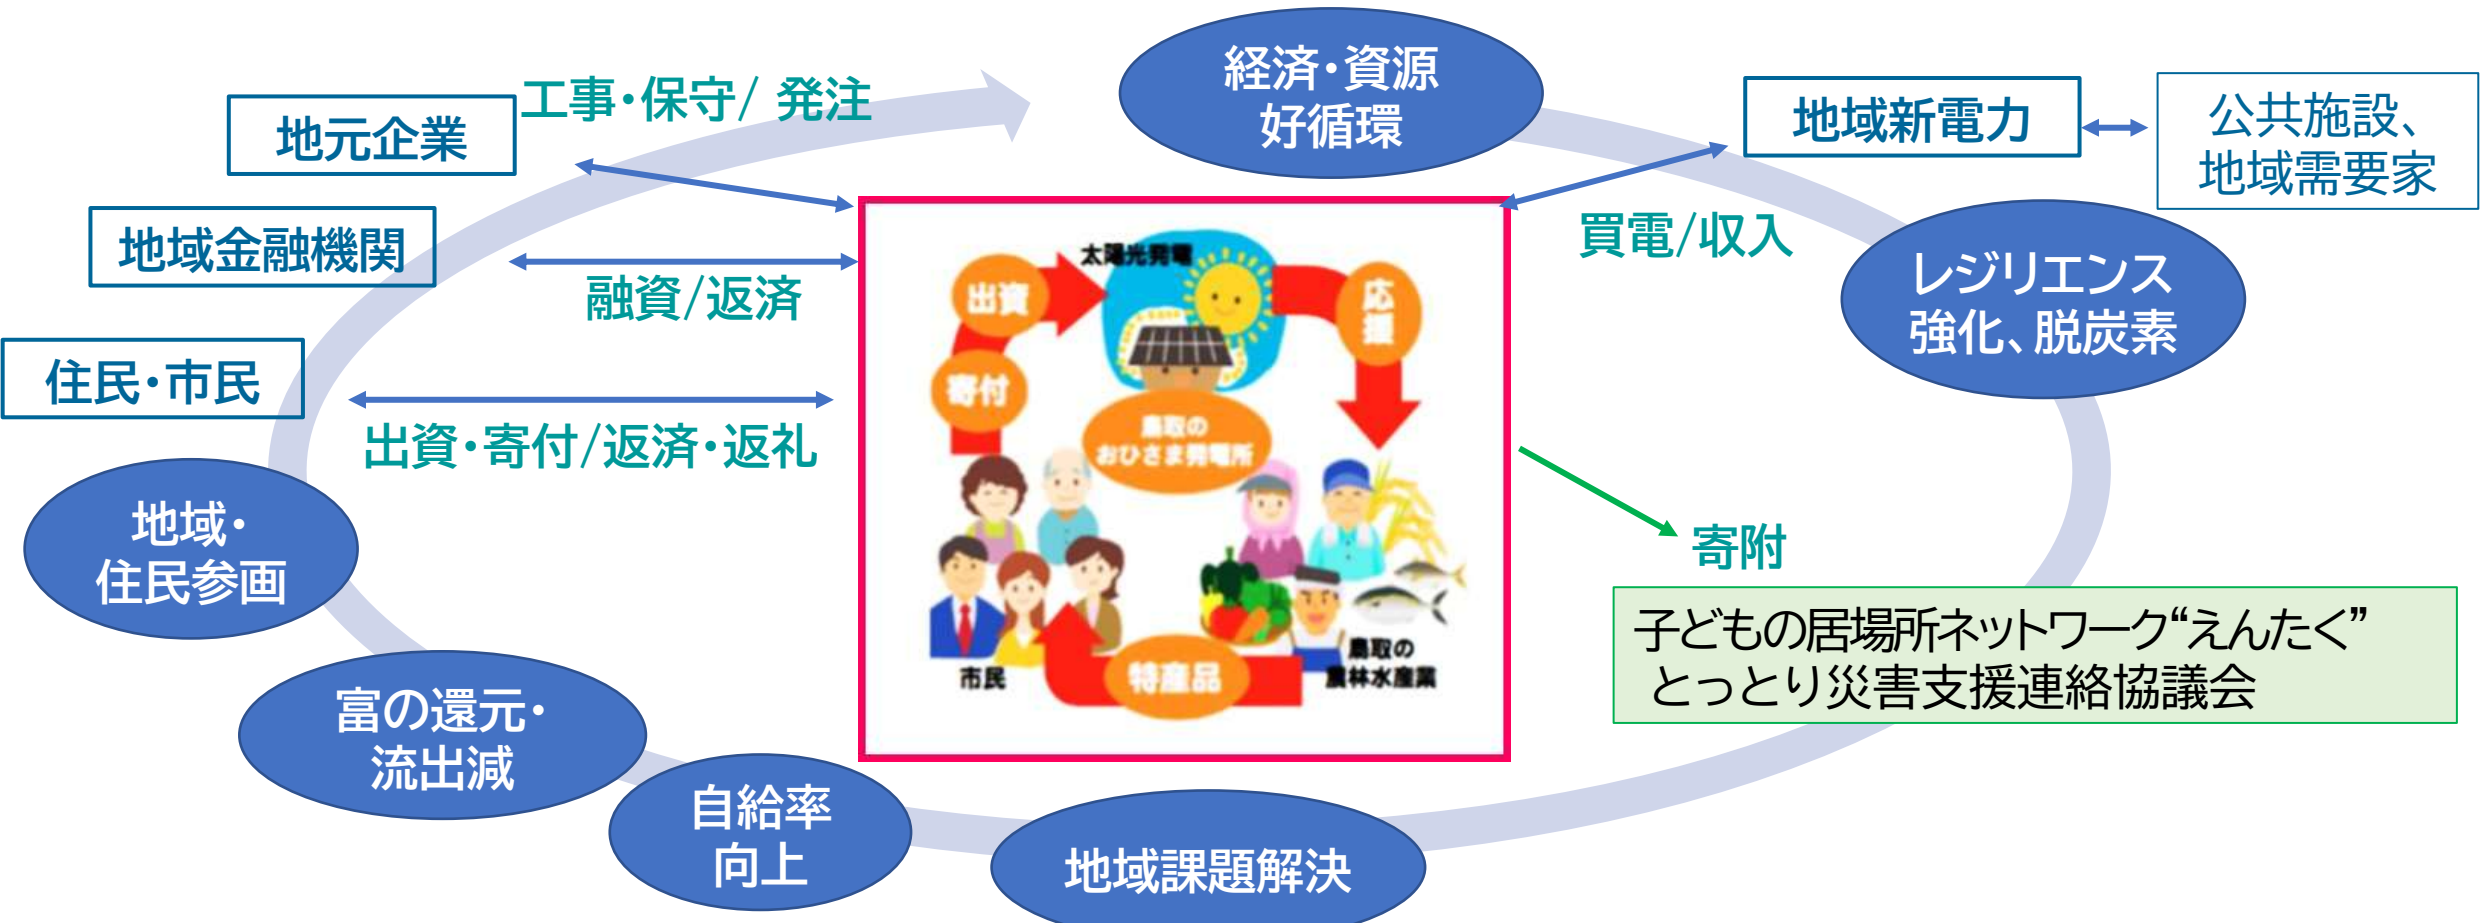 経済・資源
好循環
工事・保守/ 発注
地元企業
地域新電力
公共施設、
地域需要家
地域金融機関
買電/収入
融資/返済
レジリエンス
強化、脱炭素
住民・市民
出資・寄付/返済・返礼
太陽光発電
出資
応援
寄付
鳥取の
おひさま発電所
市民
特産品
鳥取の
農林水産業
地域・
住民参画
寄附
子どもの居場所ネットワーク“えんたく”
とっとり災害支援連絡協議会
富の還元・
流出減
自給率
向上
地域課題解決